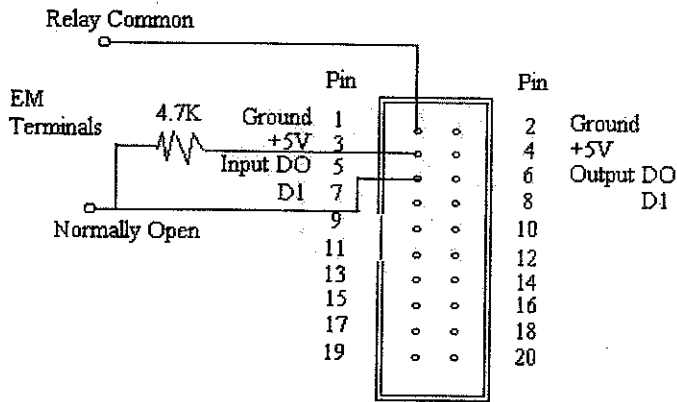 Relay Common
EM
Terminals
4.7K
Normally Open
Pin
Ground 1
+5V 3
Input DO 5
D1 7
9
11
13
15
17
19
Pin
2 Ground
4 +5V
6 Output DO
8 D1
10
12
14
16
18
20